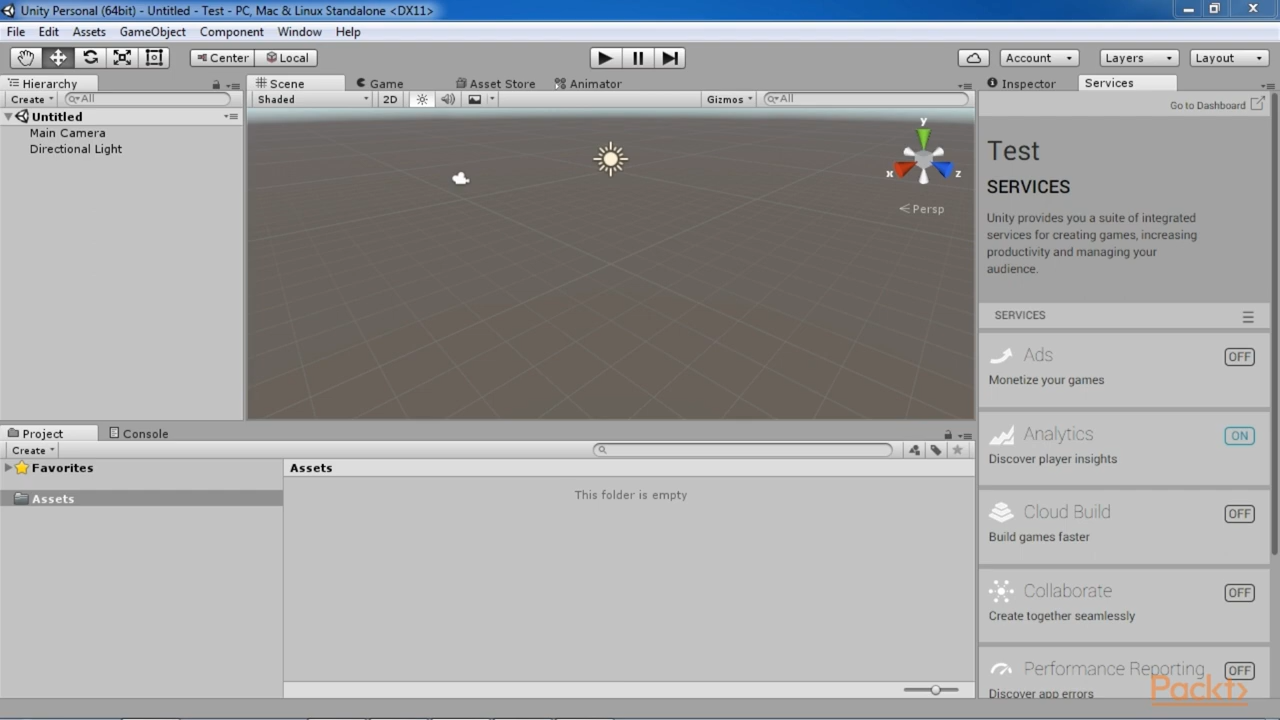 Unity Personal (64bit) - Untitled - Test - PC, Mac & Linux Standalone <DX11>
File Edit Assets GameObject Component Window Help
Center Local Account Layers Layout
Hierarchy Scene Game Asset Store Animator Inspector Services
Create All Shaded 2D Gizmos All Go to Dashboard
Untitled
Main Camera
Directional Light
y
x z
Persp
Test
SERVICES
Unity provides you a suite of integrated
services for creating games, increasing
productivity and managing your
audience.
SERVICES
Ads OFF
Monetize your games
Analytics ON
Discover player insights
Cloud Build OFF
Build games faster
Collaborate OFF
Create together seamlessly
Performance Reporting OFF
Discover app errors
Project Console
Create
Favorites Assets
Assets
This folder is empty
Packt